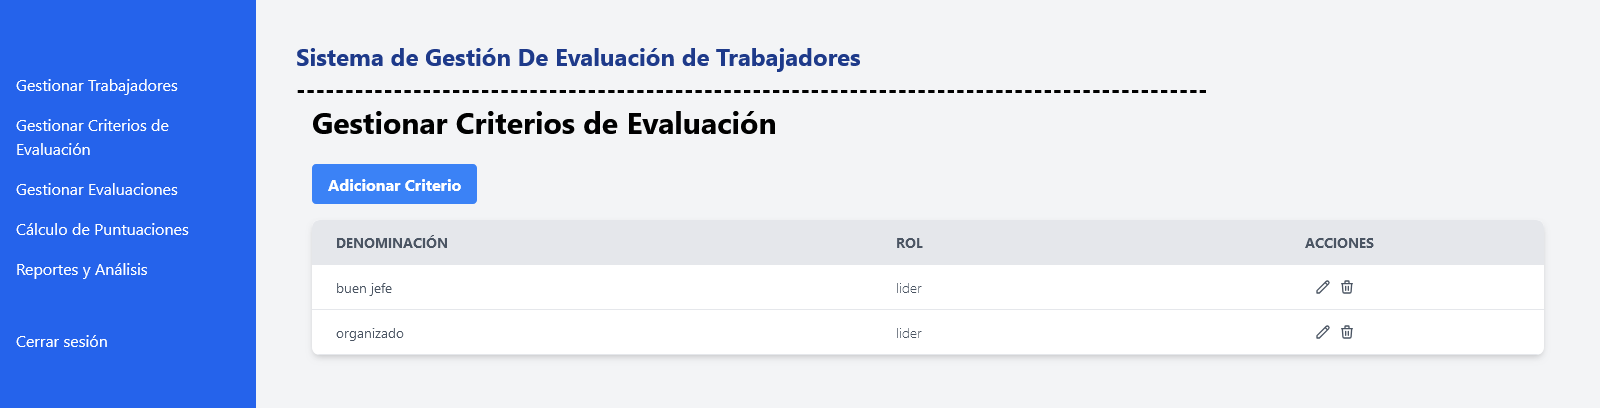 Gestionar Trabajadores
Gestionar Criterios de
Evaluación
Gestionar Evaluaciones
Cálculo de Puntuaciones
Reportes y Análisis
Cerrar sesión
Sistema de Gestión De Evaluación de Trabajadores
Gestionar Criterios de Evaluación
Adicionar Criterio
DENOMINACIÓN ROL ACCIONES
buen jefe lider
organizado lider